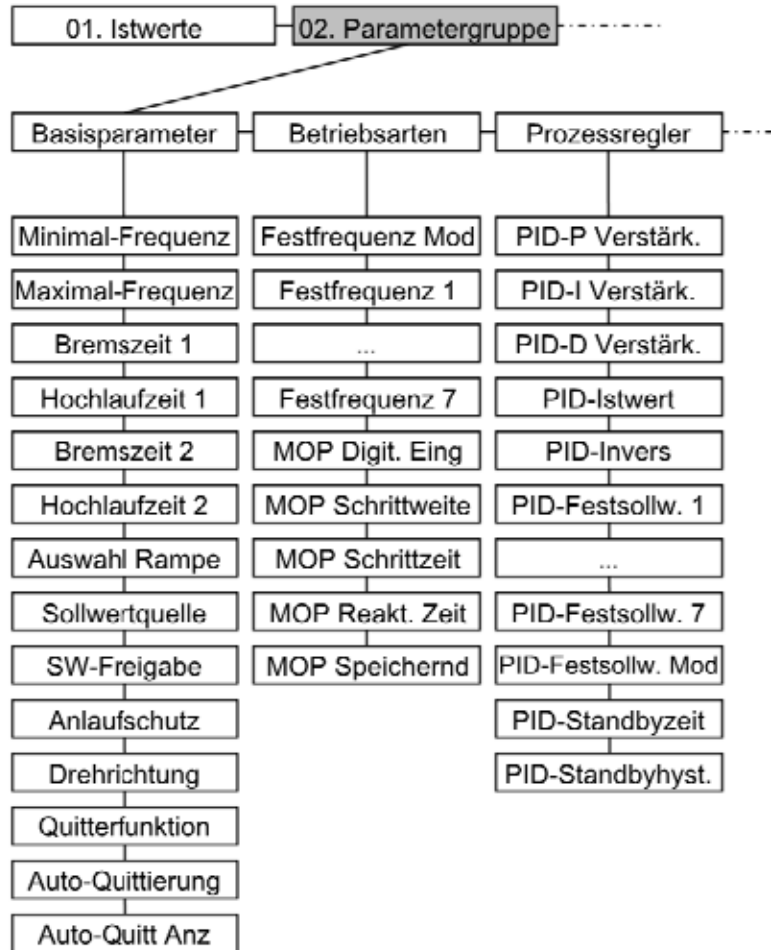 01. Istwerte
02. Parametergruppe
Basisparameter
Betriebsarten
Prozessregler
Minimal-Frequenz
Maximal-Frequenz
Bremszeit 1
Hochlaufzeit 1
Bremszeit 2
Hochlaufzeit 2
Auswahl Rampe
Sollwertquelle
SW-Freigabe
Anlaufschutz
Drehrichtung
Quitterfunktion
Auto-Quittierung
Auto-Quitt Anz
Festfrequenz Mod
Festfrequenz 1
...
Festfrequenz 7
MOP Digit. Eing
MOP Schrittweite
MOP Schrittzeit
MOP Reakt. Zeit
MOP Speichernd
PID-P Verstärk.
PID-I Verstärk.
PID-D Verstärk.
PID-Istwert
PID-Invers
PID-Festsollw. 1
...
PID-Festsollw. 7
PID-Festsollw. Mod
PID-Standbyzeit
PID-Standbyhyst.